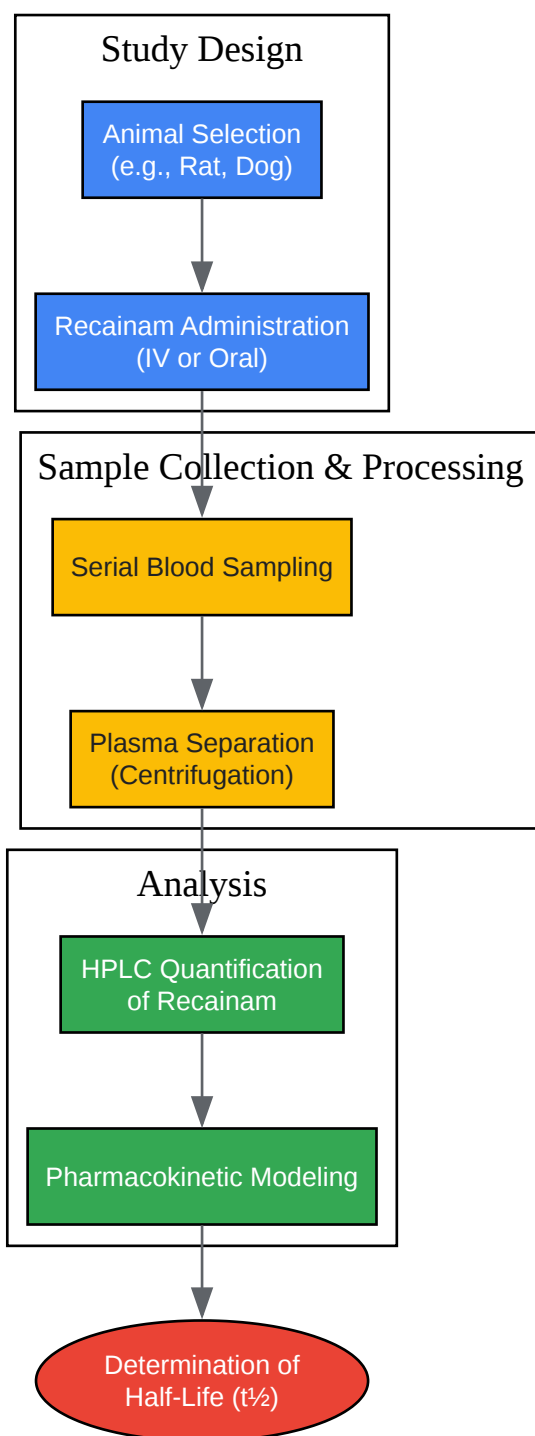 Study Design
Animal Selection
(e.g., Rat, Dog)
Recainam Administration
(IV or Oral)
Sample Collection & Processing
Serial Blood Sampling
Plasma Separation
(Centrifugation)
Analysis
HPLC Quantification
of Recainam
Pharmacokinetic Modeling
Determination of
Half-Life (t½)